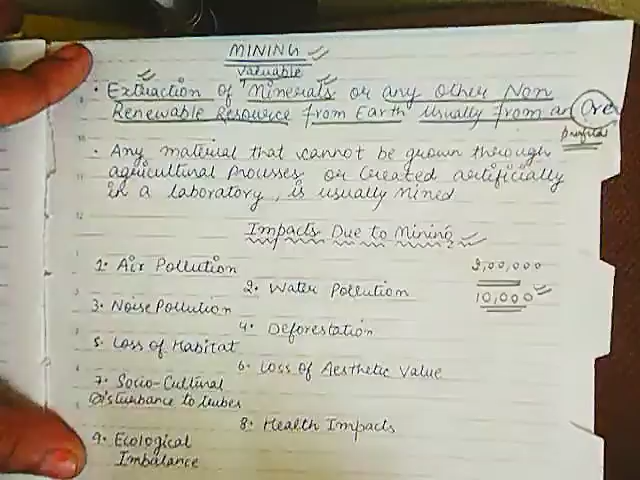 MINING
Valuable
• Extraction of Minerals or any other Non
Renewable Resource from Earth usually from an Ore
• Any material that cannot be grown through
agricultural processes or created artificially
in a laboratory, is usually mined
Impacts Due to Mining
1. Air Pollution
2,00,000
2. Water Pollution
10,000
3. Noise Pollution
4. Deforestation
5. Loss of Habitat
6. Loss of Aesthetic Value
7. Socio-Cultural
Disturbance to tribes
8. Health Impacts
9. Ecological
Imbalance